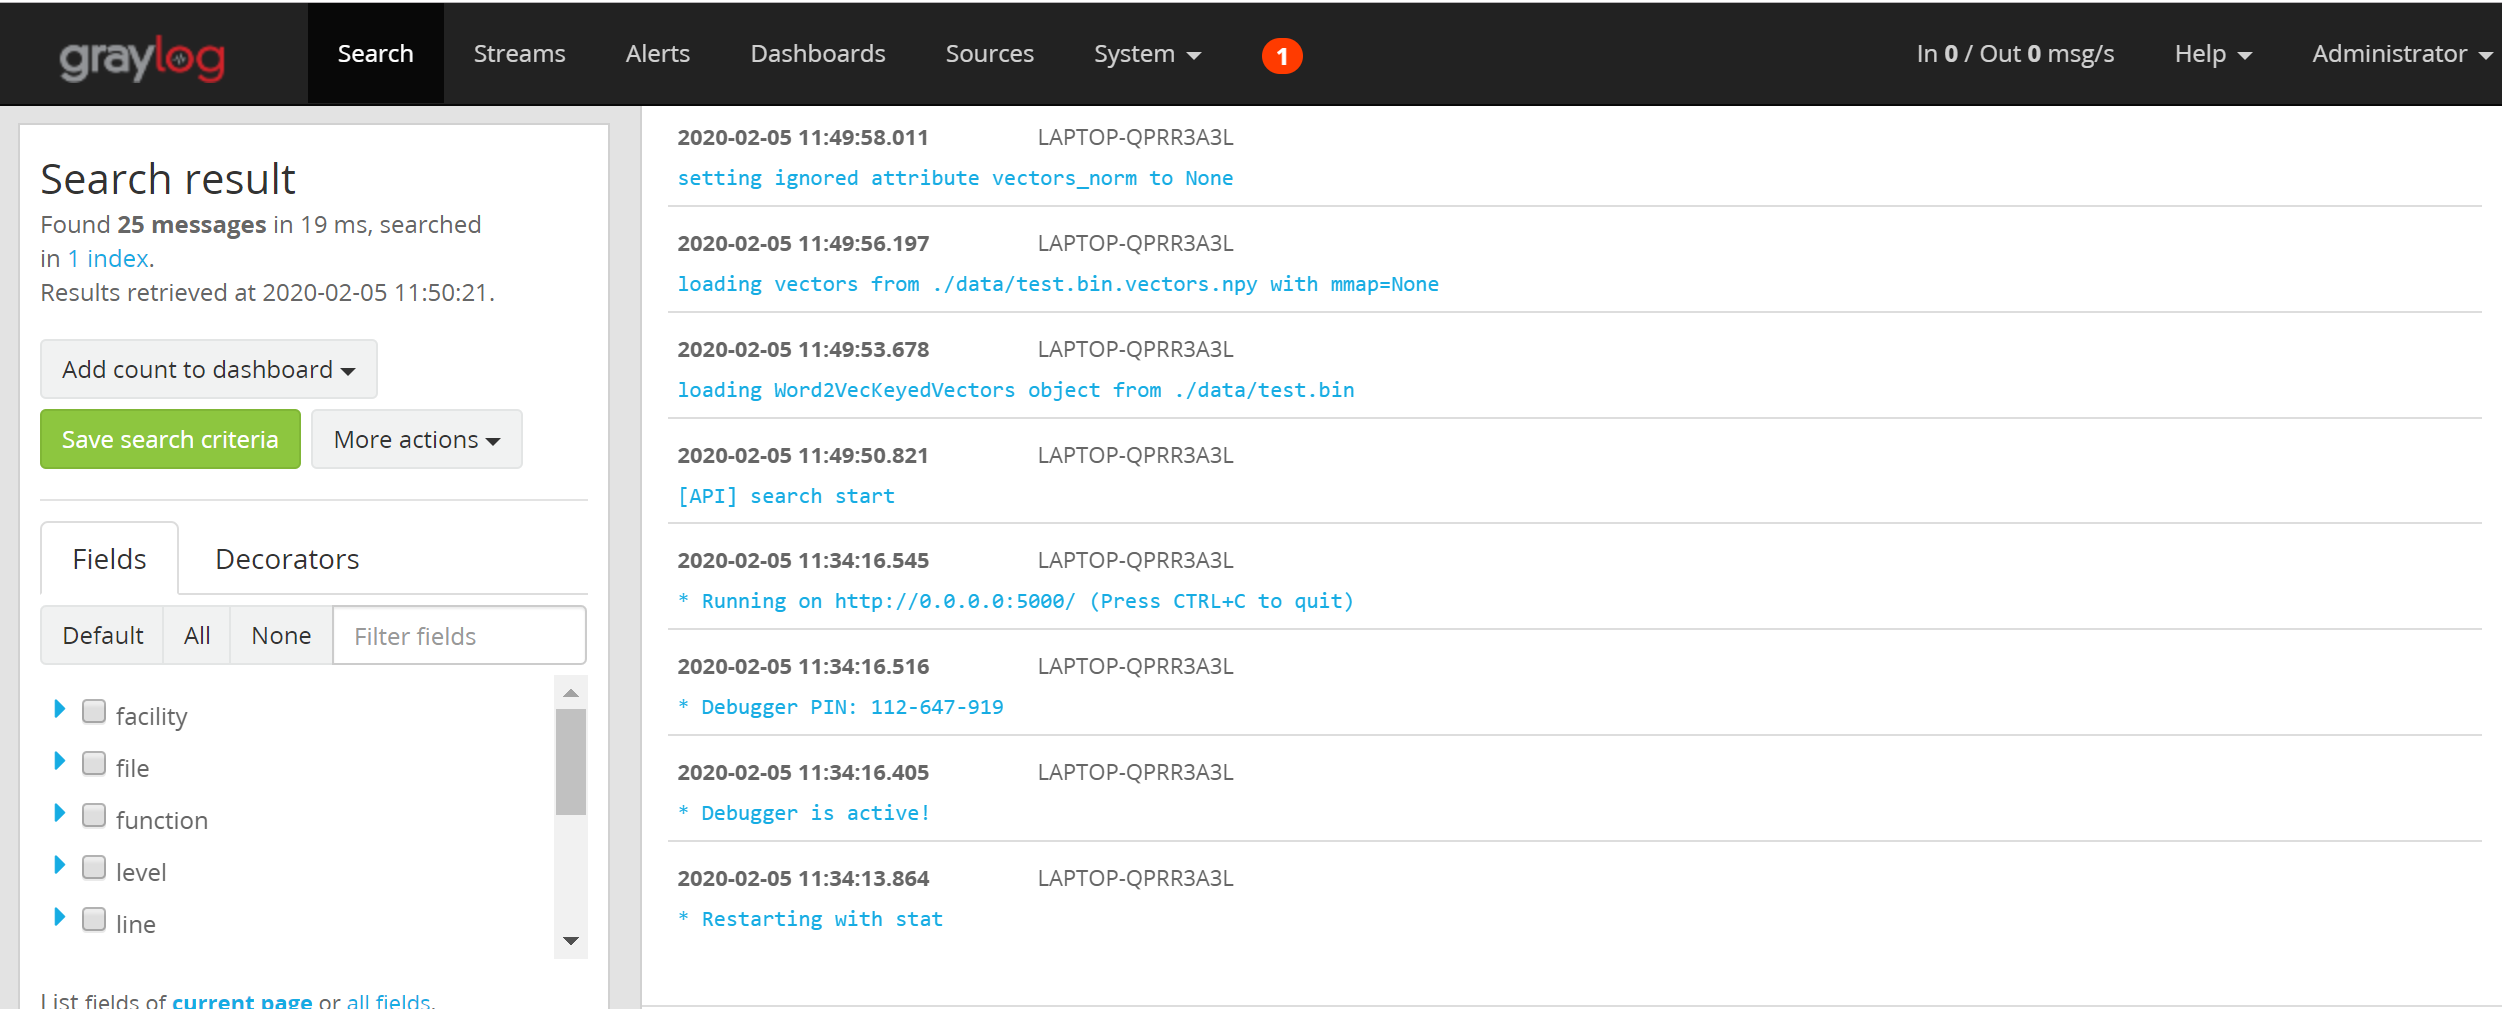 graylog Search Streams Alerts Dashboards Sources System 1 In 0 / Out 0 msg/s Help Administrator
Search result
Found 25 messages in 19 ms, searched
in 1 index.
Results retrieved at 2020-02-05 11:50:21.
Add count to dashboard
Save search criteria More actions
Fields Decorators
Default All None Filter fields
facility
file
function
level
line
List fields of current page or all fields.
2020-02-05 11:49:58.011 LAPTOP-QPRR3A3L
setting ignored attribute vectors_norm to None
2020-02-05 11:49:56.197 LAPTOP-QPRR3A3L
loading vectors from ./data/test.bin.vectors.npy with mmap=None
2020-02-05 11:49:53.678 LAPTOP-QPRR3A3L
loading Word2VecKeyedVectors object from ./data/test.bin
2020-02-05 11:49:50.821 LAPTOP-QPRR3A3L
[API] search start
2020-02-05 11:34:16.545 LAPTOP-QPRR3A3L
* Running on http://0.0.0.0:5000/ (Press CTRL+C to quit)
2020-02-05 11:34:16.516 LAPTOP-QPRR3A3L
* Debugger PIN: 112-647-919
2020-02-05 11:34:16.405 LAPTOP-QPRR3A3L
* Debugger is active!
2020-02-05 11:34:13.864 LAPTOP-QPRR3A3L
* Restarting with stat